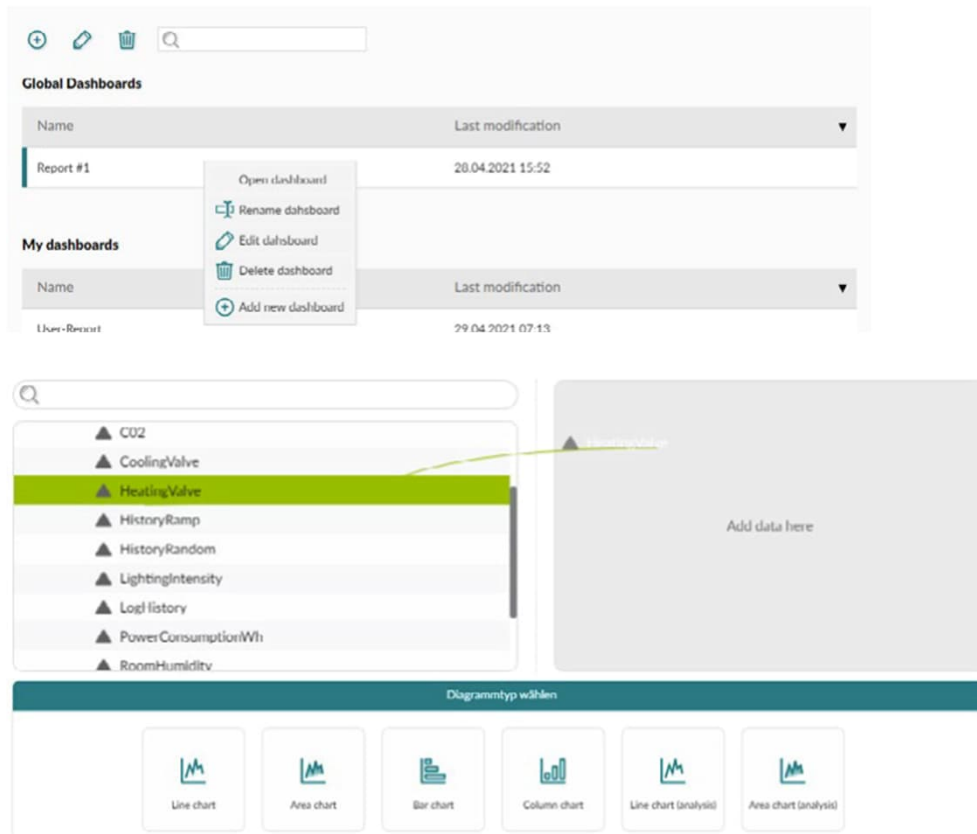 Global Dashboards
Name Last modification ▼
Report #1 28.04.2021 15:52
Open dashboard
Rename dahsboard
Edit dahsboard
Delete dashboard
Add new dashboard
My dashboards
Name Last modification ▼
User-Report 29.04.2021 07:13
C02
CoolingValve
HeatingValve
HistoryRamp
HistoryRandom
LightingIntensity
LogHistory
PowerConsumptionWh
RoomHumidity
HeatingValve
Add data here
Diagrammtyp wählen
Line chart
Area chart
Bar chart
Column chart
Line chart (analysis)
Area chart (analysis)